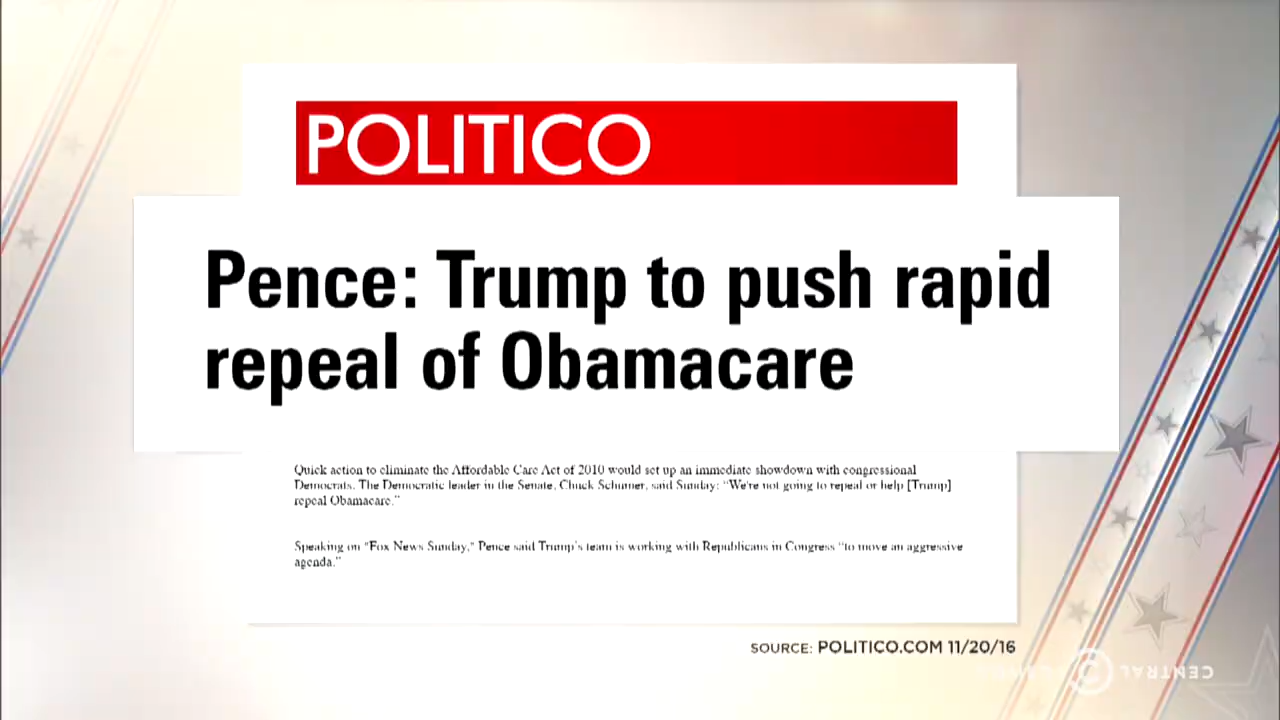 POLITICO
Pence: Trump to push rapid
repeal of Obamacare
Quick action to eliminate the Affordable Care Act of 2010 would set up an immediate showdown with congressional
Democrats. The Democratic leader in the Senate, Chuck Schumer, said Sunday: “We're not going to repeal or help [Trump]
repeal Obamacare.”
Speaking on “Fox News Sunday,” Pence said Trump's team is working with Republicans in Congress “to move an aggressive
agenda.”
SOURCE: POLITICO.COM 11/20/16
CENTRAL